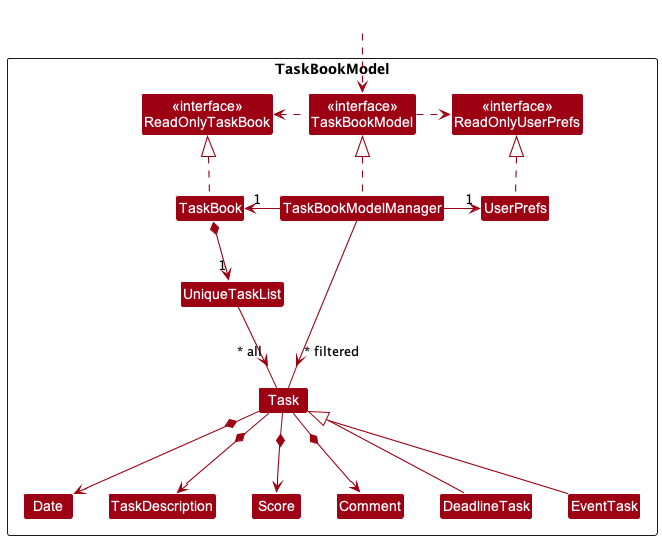 TaskBookModel
«interface»
ReadOnlyTaskBook
«interface»
TaskBookModel
«interface»
ReadOnlyUserPrefs
TaskBook
1
TaskBookModelManager
1
UserPrefs
1
UniqueTaskList
* all
* filtered
Task
Date
TaskDescription
Score
Comment
DeadlineTask
EventTask